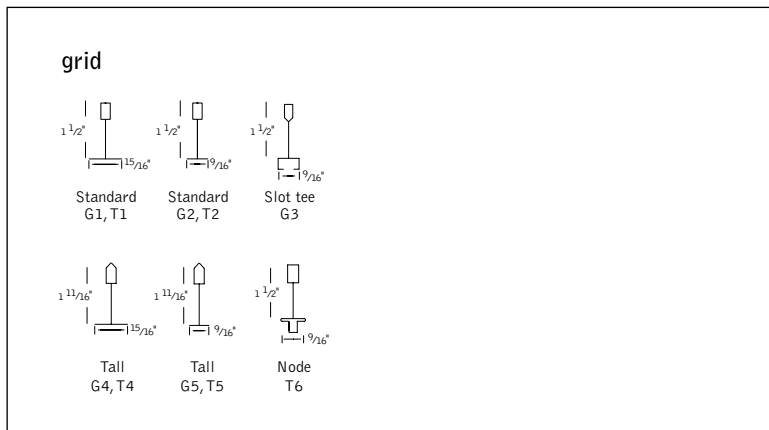 grid
1 1/2" 1 1/2" 1 1/2"
15/16" 9/16" 9/16"
Standard Standard Slot tee
G1, T1 G2, T2 G3
1 11/16" 1 11/16" 1 1/2"
15/16" 9/16" 9/16"
Tall Tall Node
G4, T4 G5, T5 T6